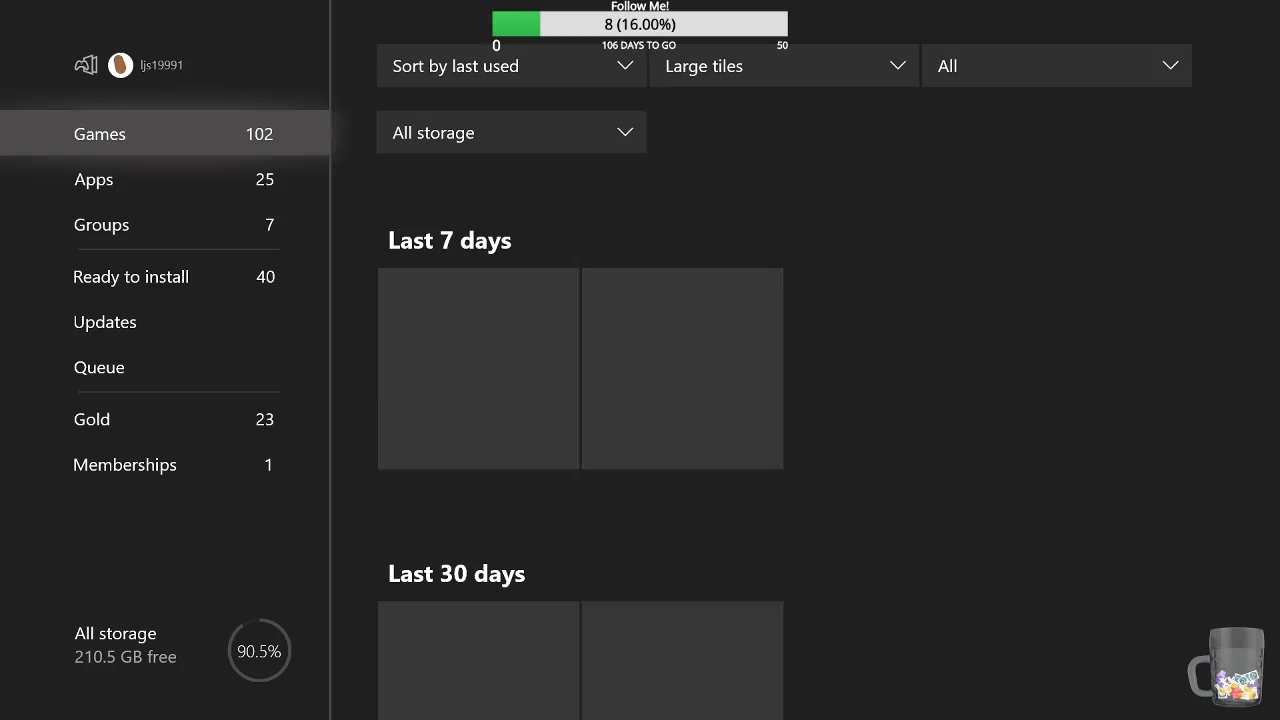 Follow Me!
8 (16.00%)
0 106 DAYS TO GO 50
ljs19991
Sort by last used
Large tiles
All
All storage
Games 102
Apps 25
Groups 7
Ready to install 40
Updates
Queue
Gold 23
Memberships 1
All storage
210.5 GB free
90.5%
Last 7 days
Last 30 days